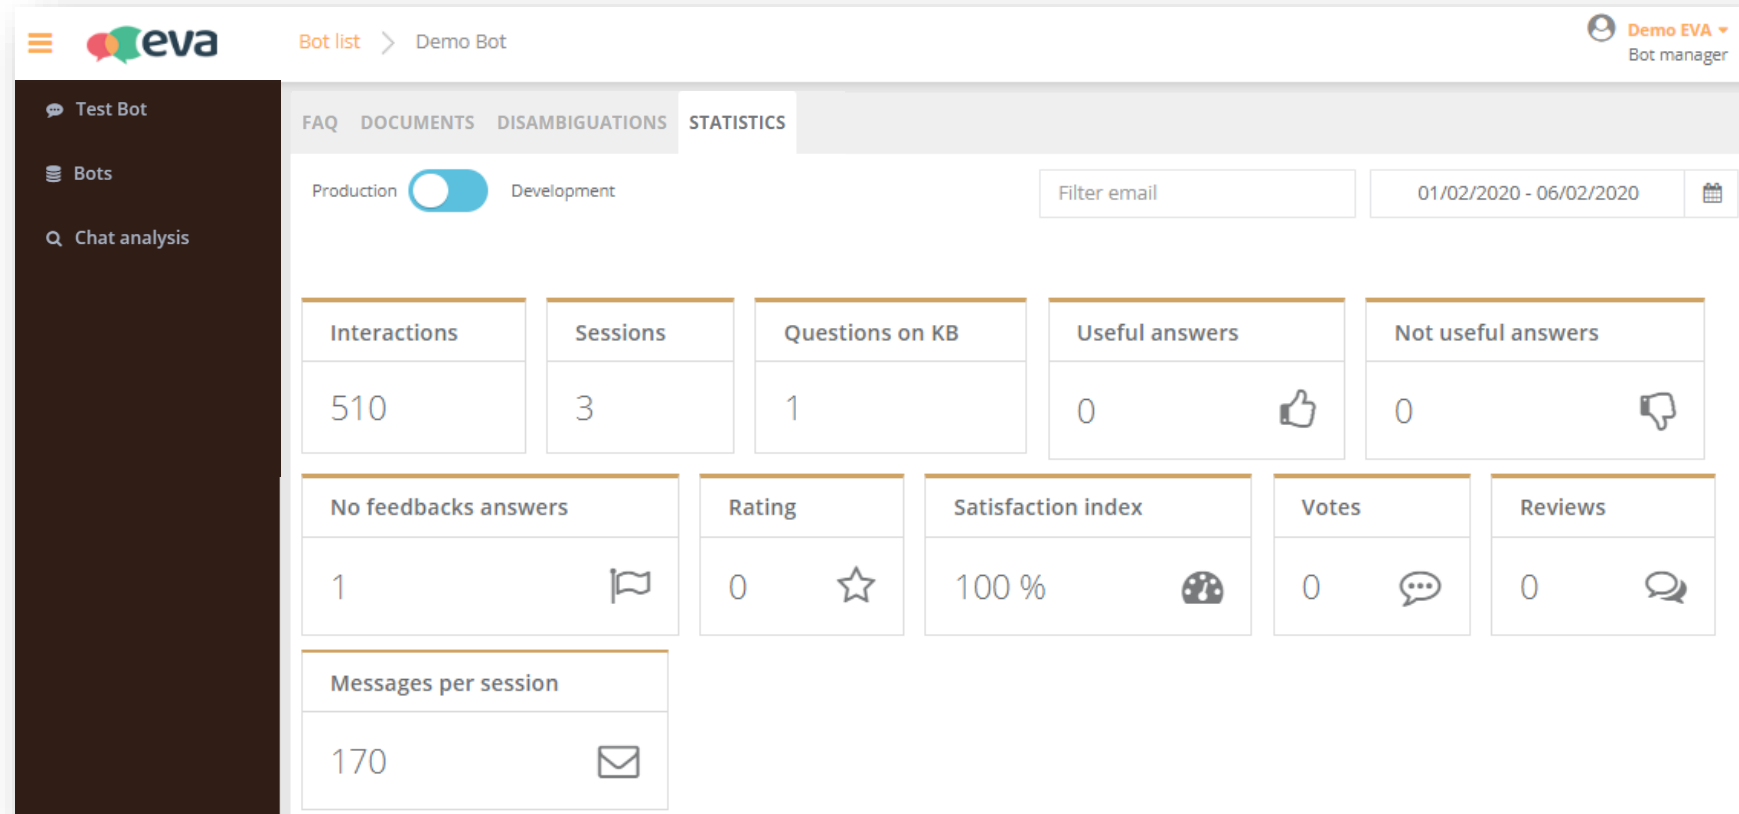 eva
Bot list > Demo Bot
Demo EVA
Bot manager
Test Bot
Bots
Chat analysis
FAQ DOCUMENTS DISAMBIGUATIONS STATISTICS
Production Development
Filter email
01/02/2020 - 06/02/2020
Interactions
510
Sessions
3
Questions on KB
1
Useful answers
0
Not useful answers
0
No feedbacks answers
1
Rating
0
Satisfaction index
100 %
Votes
0
Reviews
0
Messages per session
170